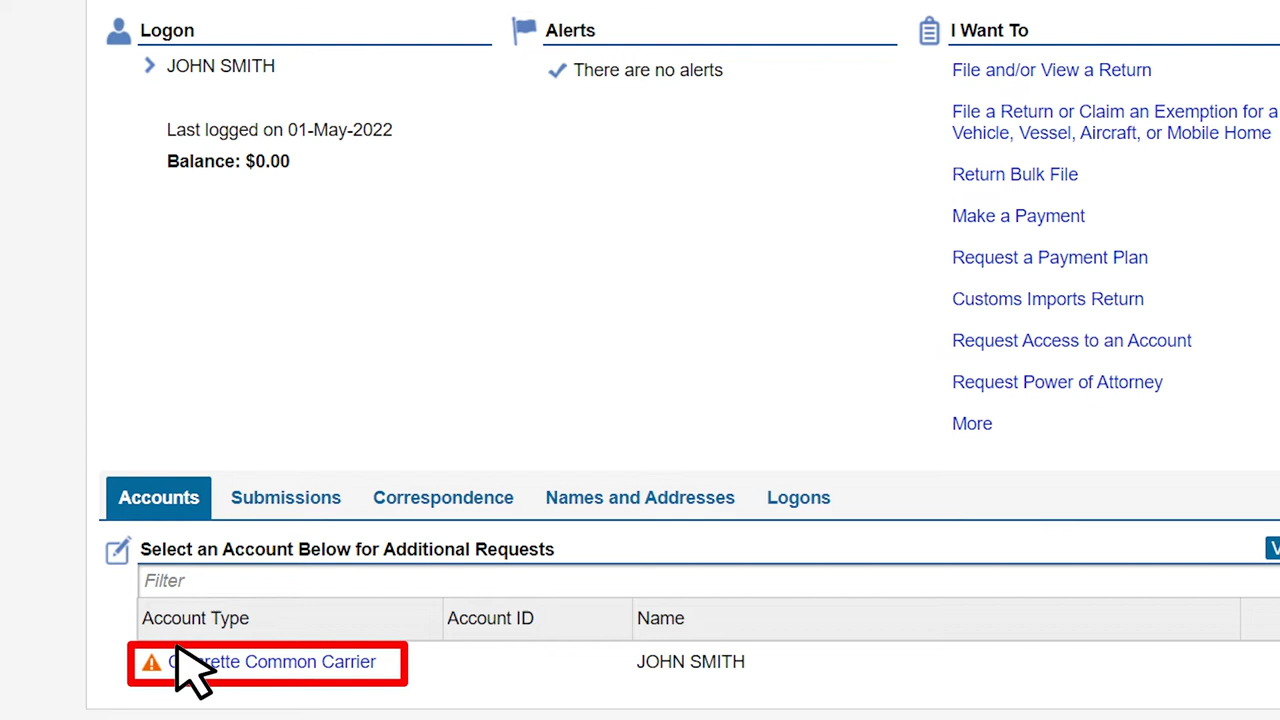 Logon
JOHN SMITH
Last logged on 01-May-2022
Balance: $0.00
Alerts
There are no alerts
I Want To
File and/or View a Return
File a Return or Claim an Exemption for a
Vehicle, Vessel, Aircraft, or Mobile Home
Return Bulk File
Make a Payment
Request a Payment Plan
Customs Imports Return
Request Access to an Account
Request Power of Attorney
More
Accounts Submissions Correspondence Names and Addresses Logons
Select an Account Below for Additional Requests
Filter
Account Type Account ID Name
Common Carrier JOHN SMITH